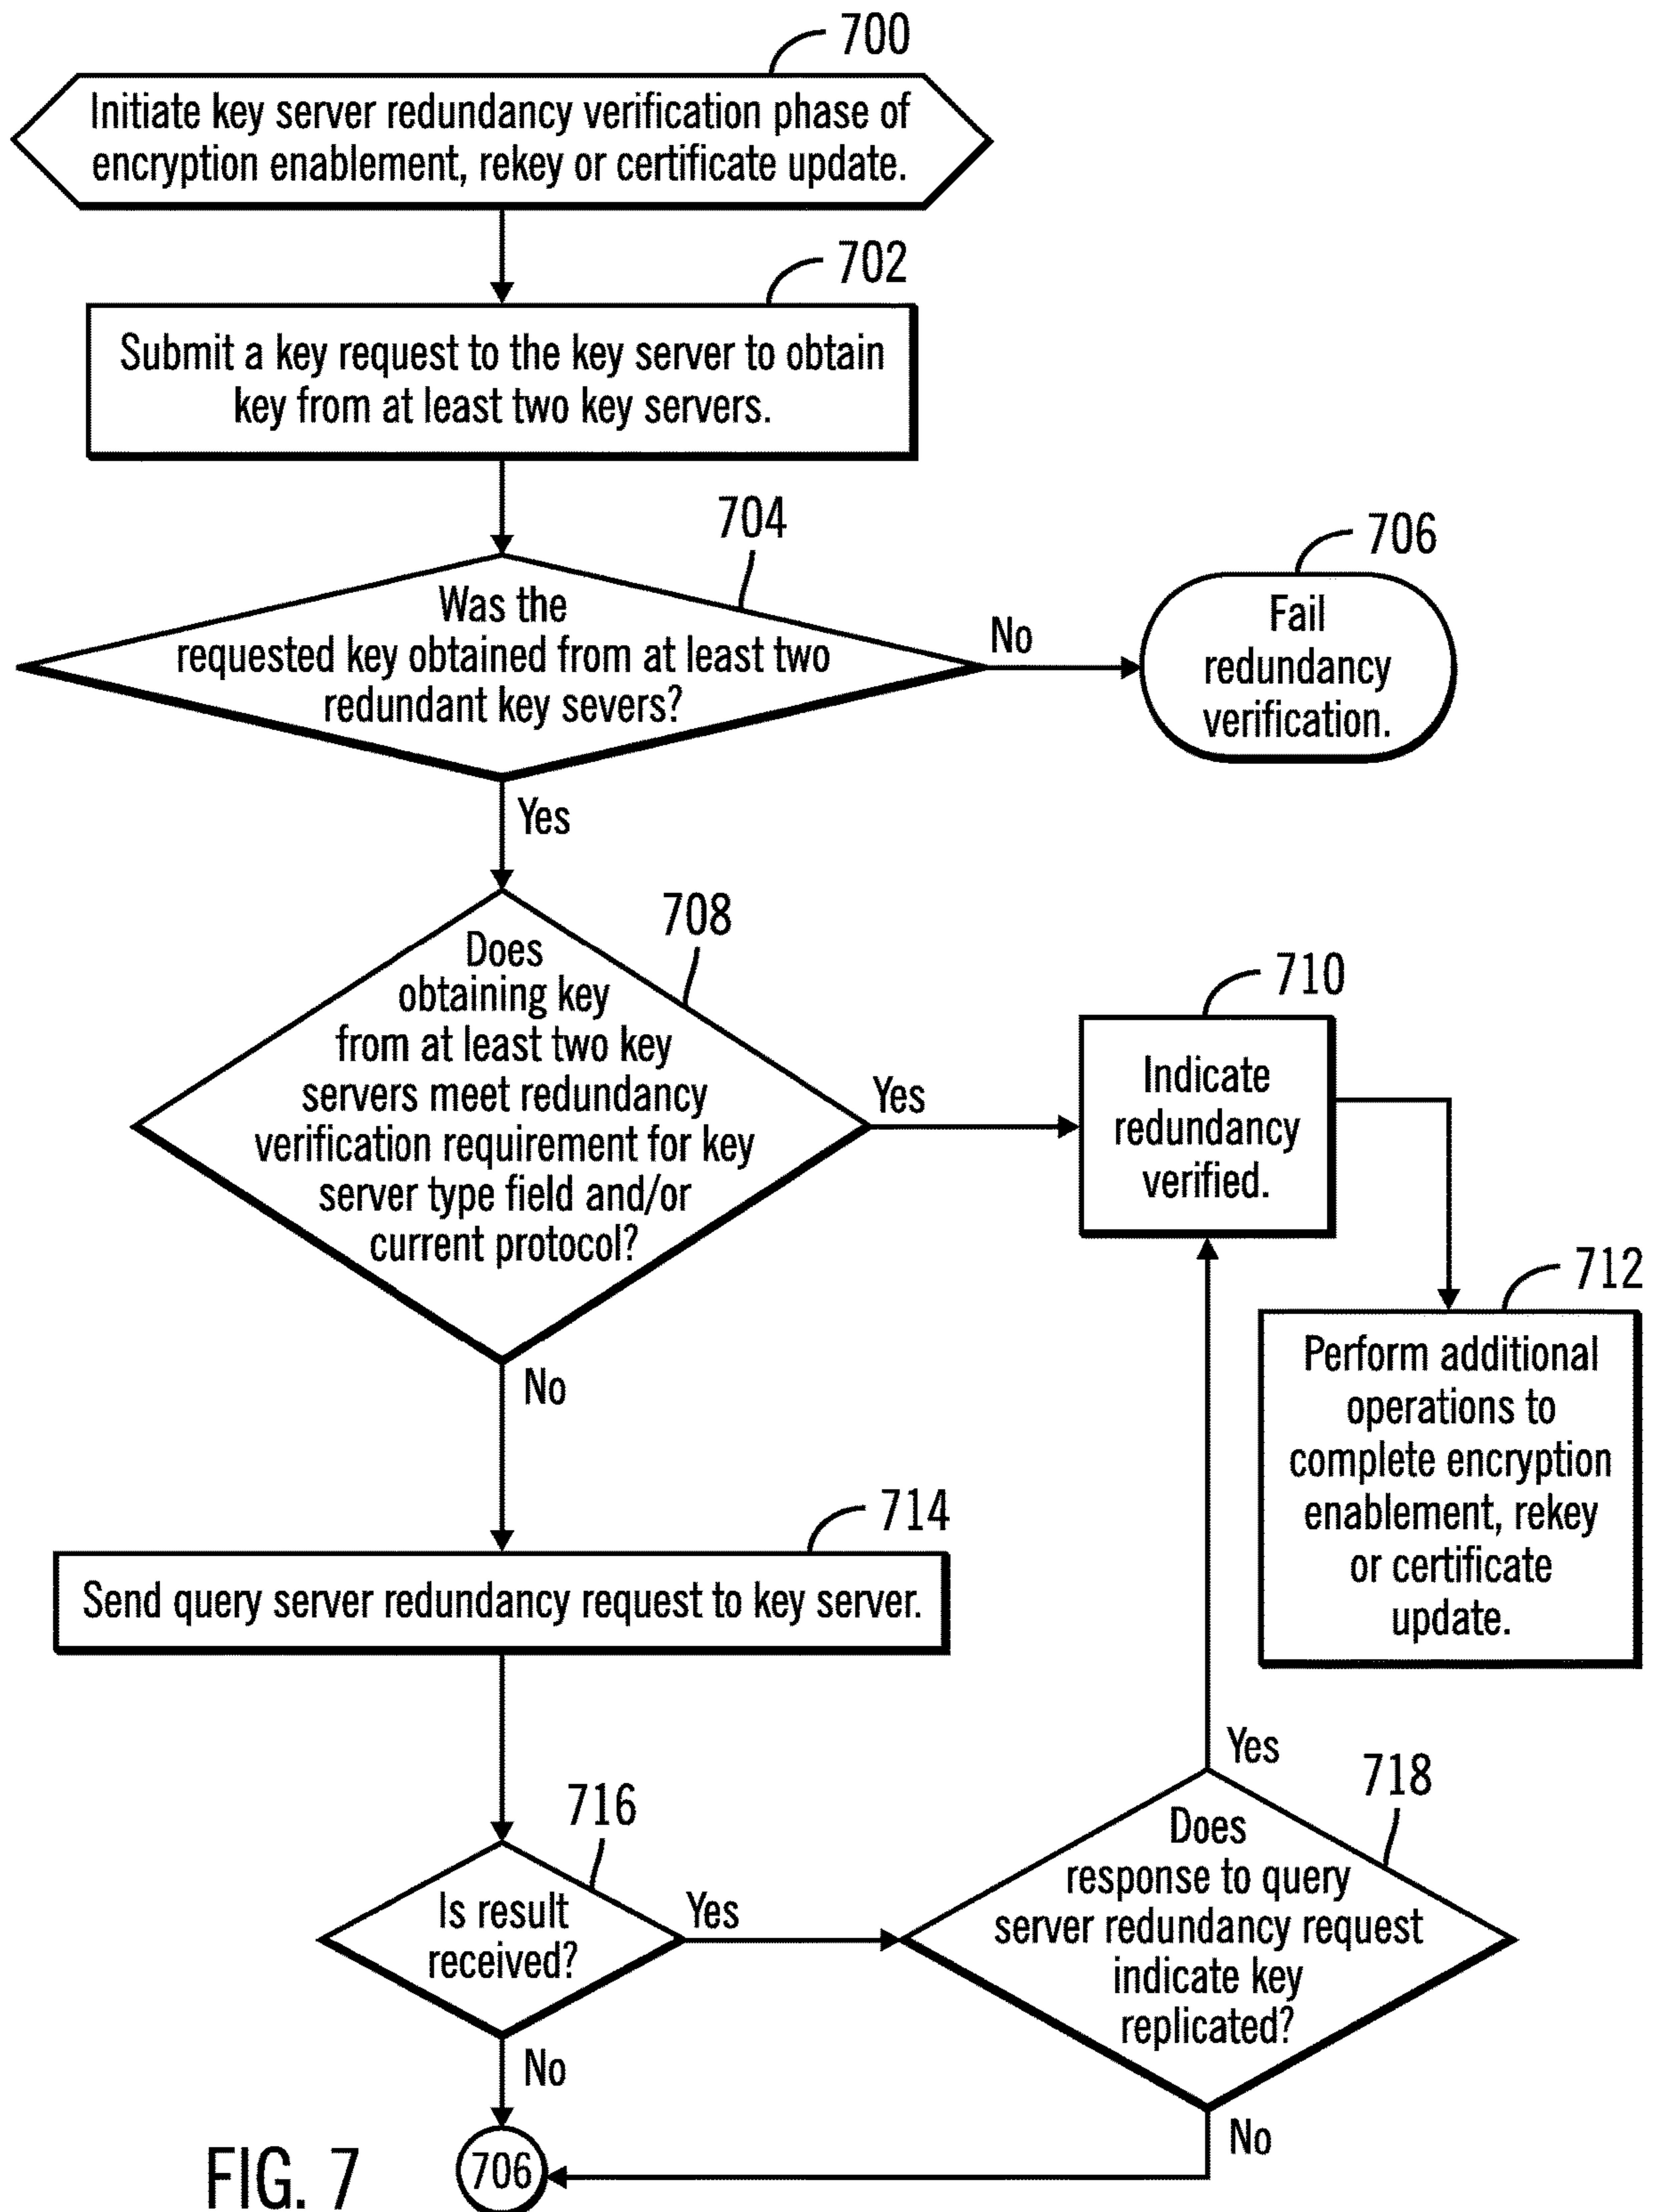 700
Initiate key server redundancy verification phase of
encryption enablement, rekey or certificate update.
702
Submit a key request to the key server to obtain
key from at least two key servers.
704
Was the
requested key obtained from at least two
redundant key severs?
No
706
Fail
redundancy
verification.
Yes
708
Does
obtaining key
from at least two key
servers meet redundancy
verification requirement for key
server type field and/or
current protocol?
Yes
710
Indicate
redundancy
verified.
712
Perform additional
operations to
complete encryption
enablement, rekey
or certificate
update.
No
714
Send query server redundancy request to key server.
716
Is result
received?
Yes
718
Does
response to query
server redundancy request
indicate key
replicated?
Yes
No
No
706
FIG. 7